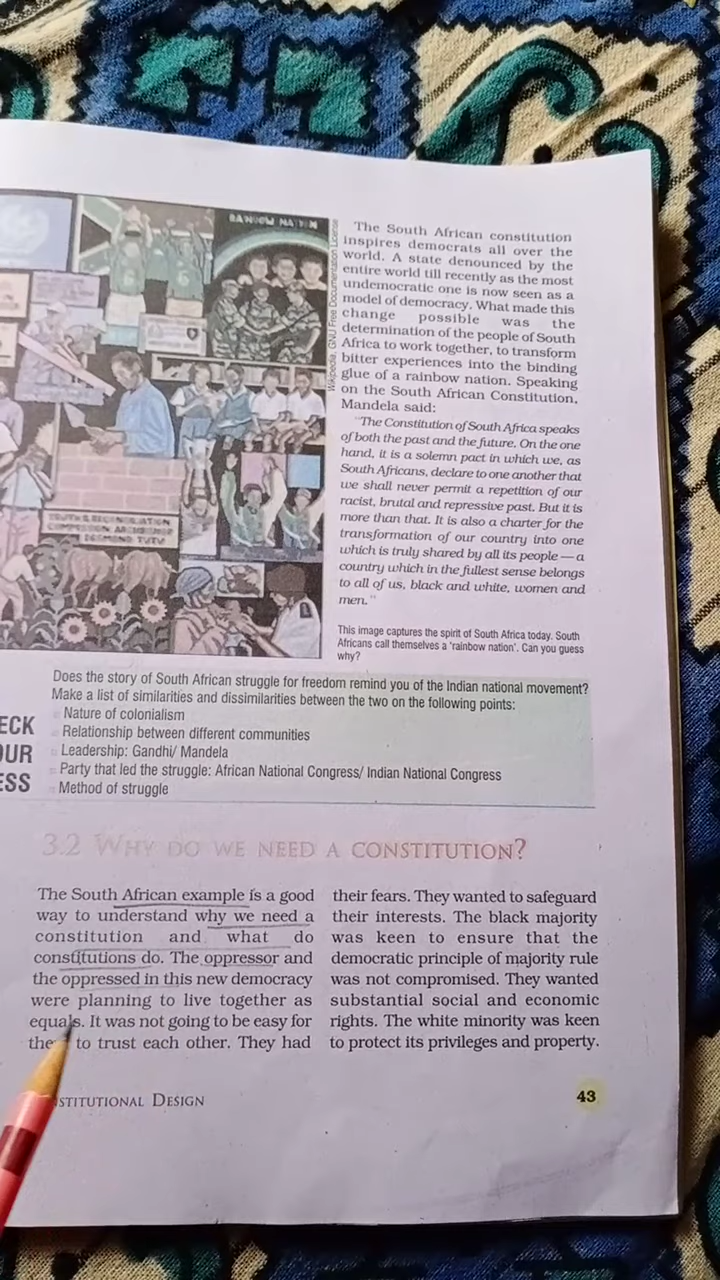 RAINBOW NATION
TRUTH & RECONCILIATION
COMMISSION ARCHBISHOP
DESMOND TUTU
Wikipedia, GNU Free Documentation License
The South African constitution
inspires democrats all over the
world. A state denounced by the
entire world till recently as the most
undemocratic one is now seen as a
model of democracy. What made this
change possible was the
determination of the people of South
Africa to work together, to transform
bitter experiences into the binding
glue of a rainbow nation. Speaking
on the South African Constitution,
Mandela said:
"The Constitution of South Africa speaks
of both the past and the future. On the one
hand, it is a solemn pact in which we, as
South Africans, declare to one another that
we shall never permit a repetition of our
racist, brutal and repressive past. But it is
more than that. It is also a charter for the
transformation of our country into one
which is truly shared by all its people — a
country which in the fullest sense belongs
to all of us, black and white, women and
men."
This image captures the spirit of South Africa today. South
Africans call themselves a 'rainbow nation'. Can you guess
why?
ECK
OUR
ESS
Does the story of South African struggle for freedom remind you of the Indian national movement?
Make a list of similarities and dissimilarities between the two on the following points:
Nature of colonialism
Relationship between different communities
Leadership: Gandhi/ Mandela
Party that led the struggle: African National Congress/ Indian National Congress
Method of struggle
3.2 WHY DO WE NEED A CONSTITUTION?
The South African example is a good
way to understand why we need a
constitution and what do
constitutions do. The oppressor and
the oppressed in this new democracy
were planning to live together as
equals. It was not going to be easy for
the to trust each other. They had
their fears. They wanted to safeguard
their interests. The black majority
was keen to ensure that the
democratic principle of majority rule
was not compromised. They wanted
substantial social and economic
rights. The white minority was keen
to protect its privileges and property.
STITUTIONAL DESIGN
43